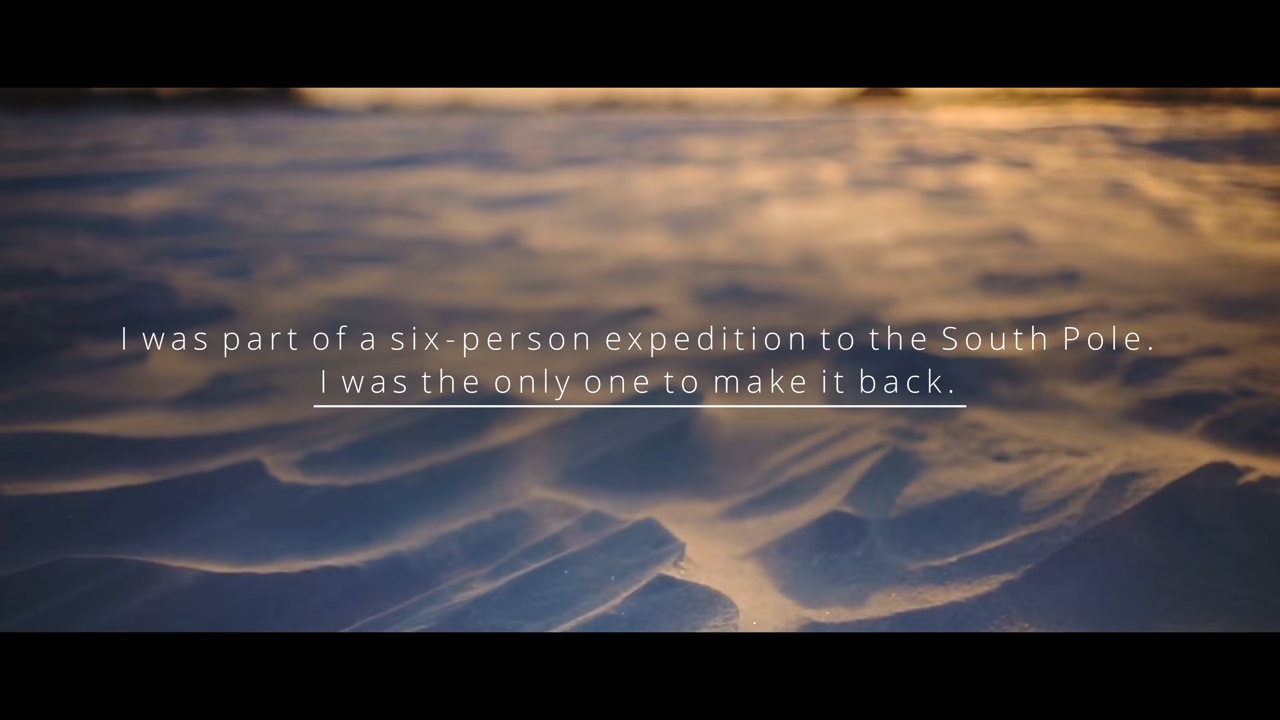 I was part of a six-person expedition to the South Pole.
I was the only one to make it back.